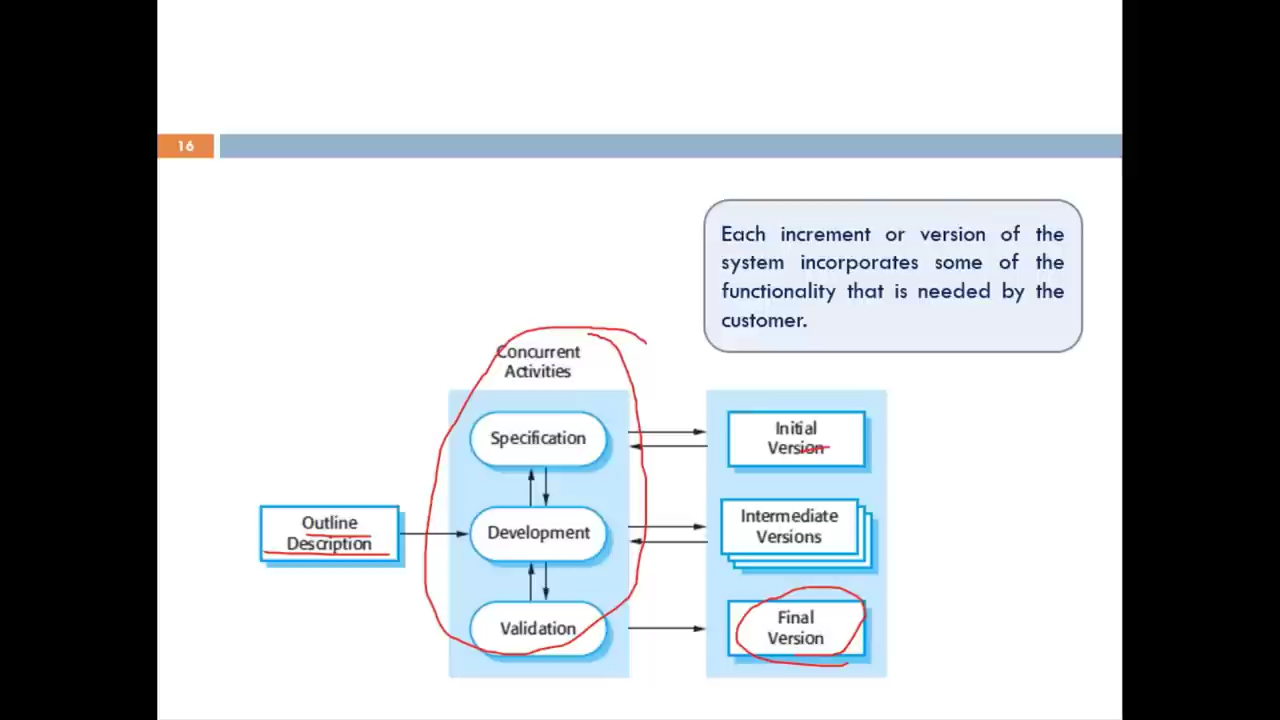 16
Each increment or version of the
system incorporates some of the
functionality that is needed by the
customer.
Concurrent
Activities
Specification
Initial
Version
Outline
Description
Development
Intermediate
Versions
Validation
Final
Version